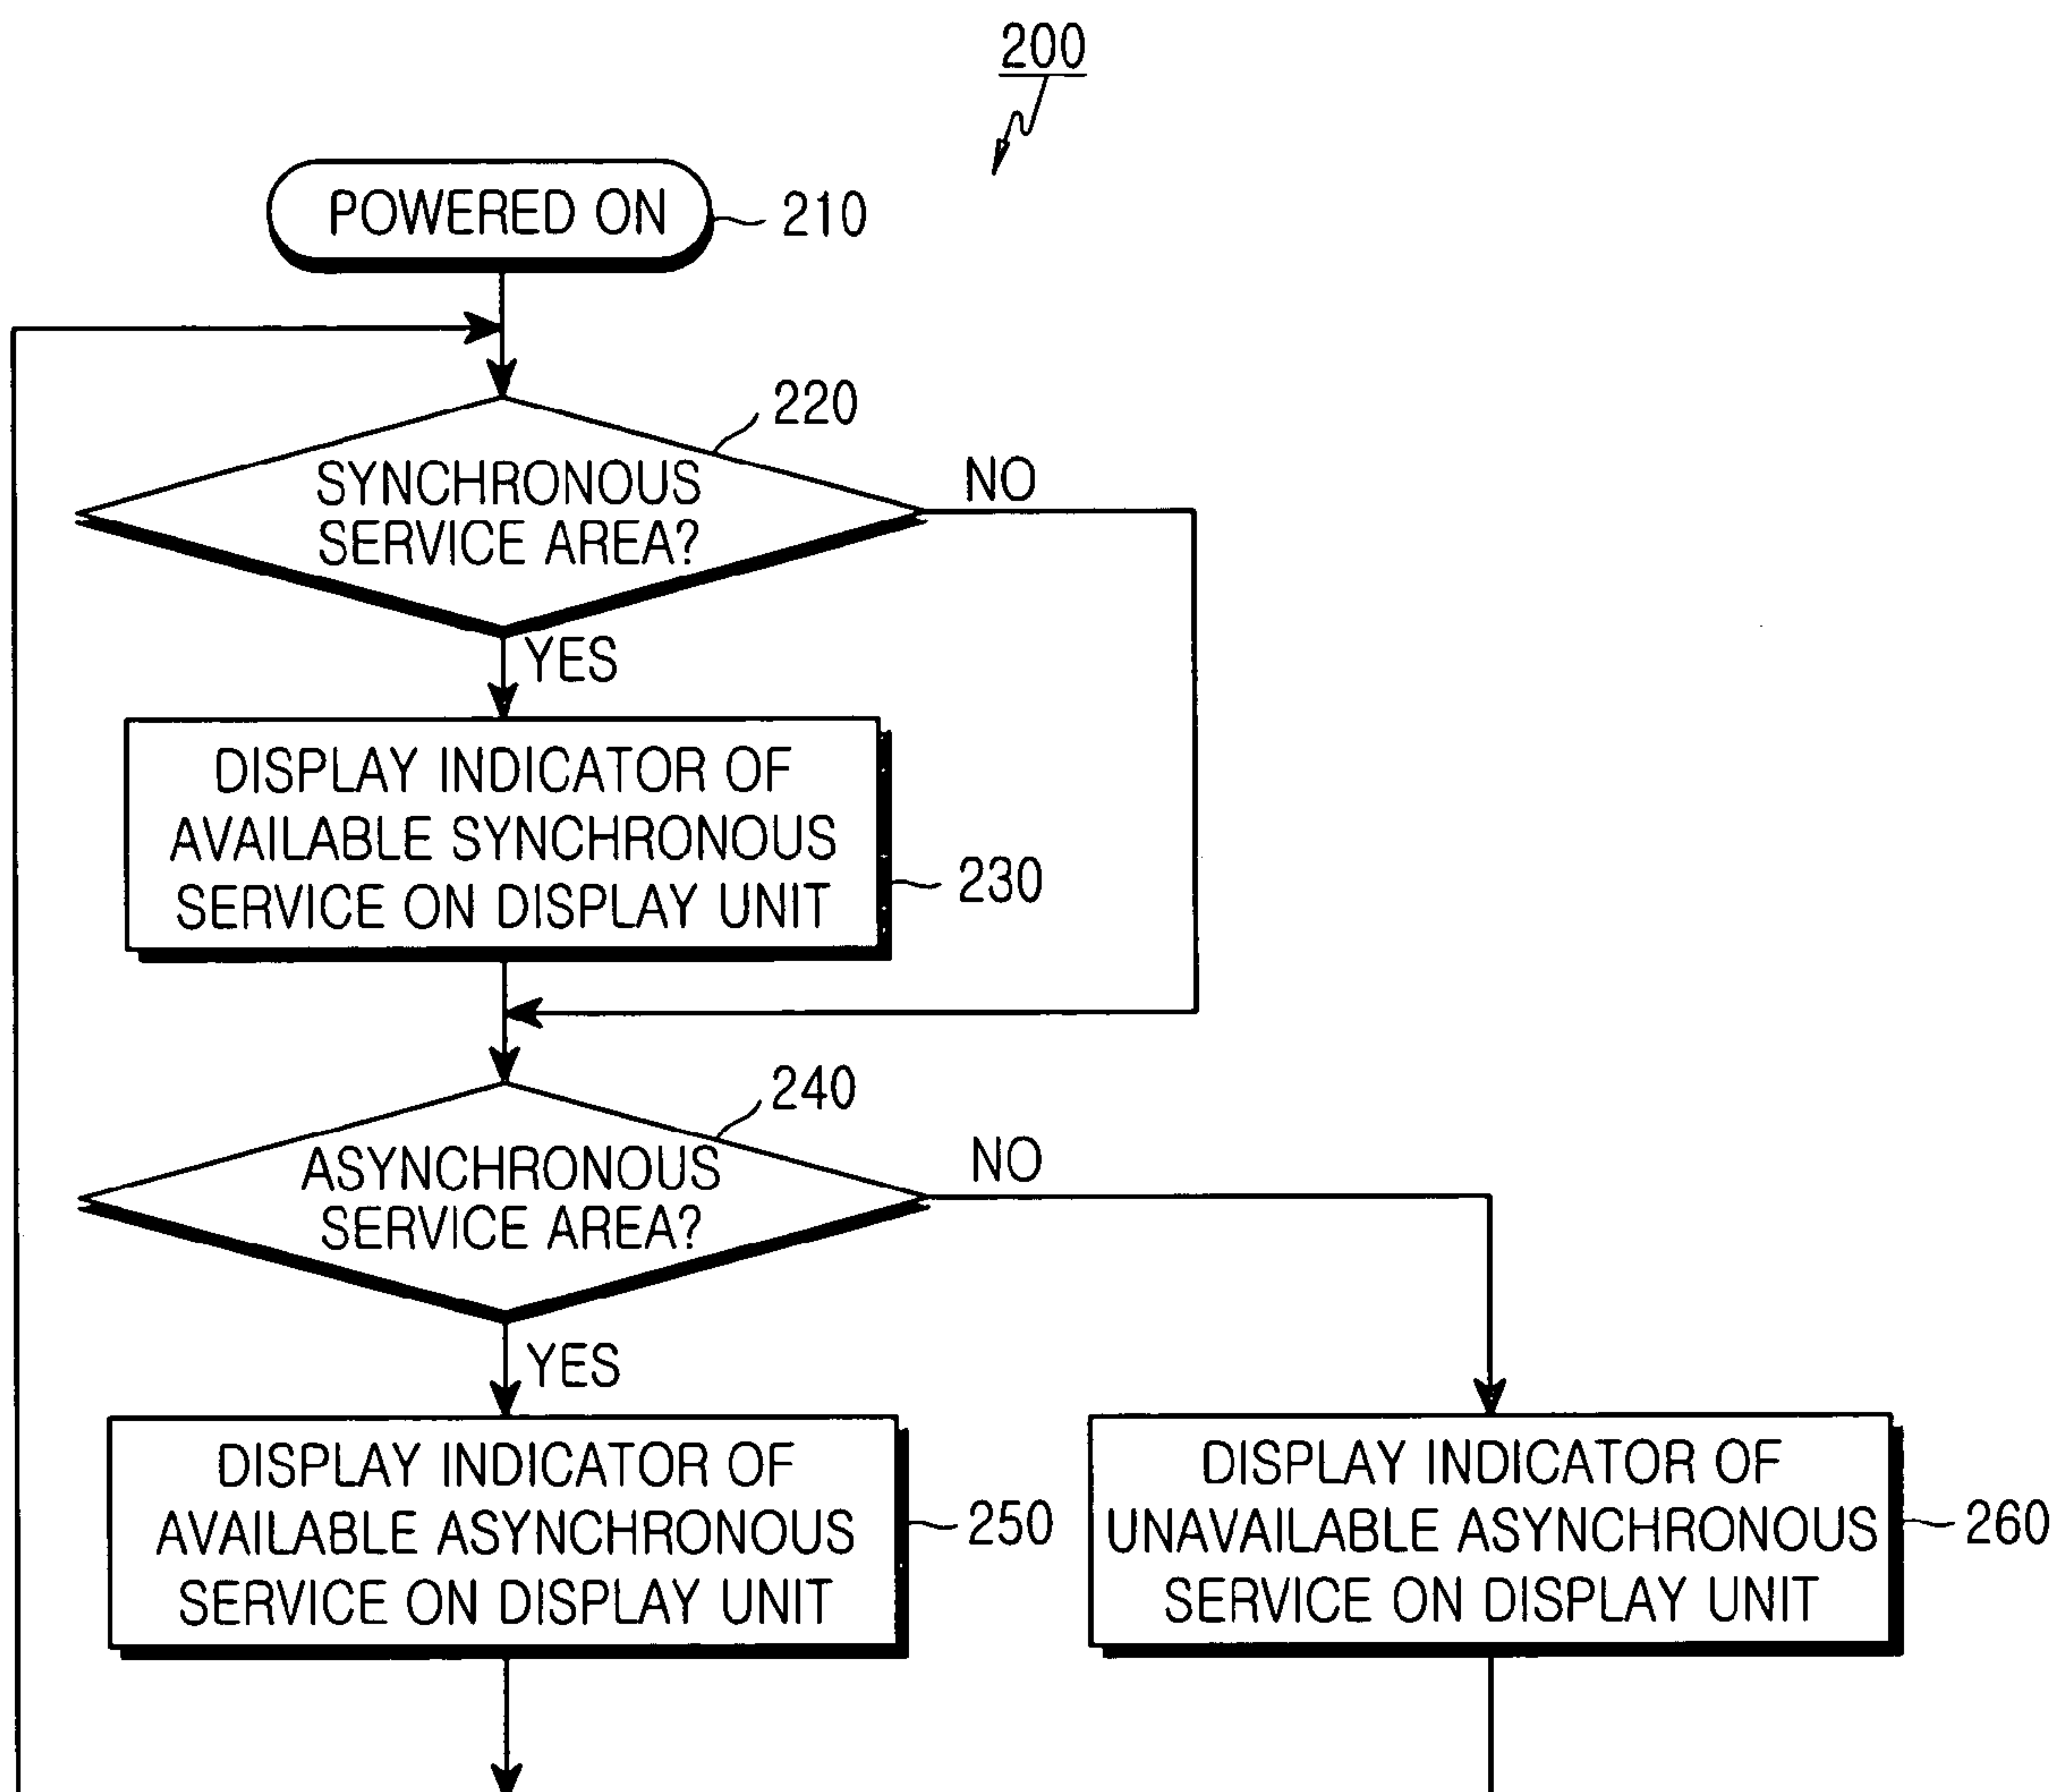 200
POWERED ON
210
220
SYNCHRONOUS
SERVICE AREA?
NO
YES
DISPLAY INDICATOR OF
AVAILABLE SYNCHRONOUS
SERVICE ON DISPLAY UNIT
230
240
ASYNCHRONOUS
SERVICE AREA?
NO
YES
DISPLAY INDICATOR OF
AVAILABLE ASYNCHRONOUS
SERVICE ON DISPLAY UNIT
250
DISPLAY INDICATOR OF
UNAVAILABLE ASYNCHRONOUS
SERVICE ON DISPLAY UNIT
260